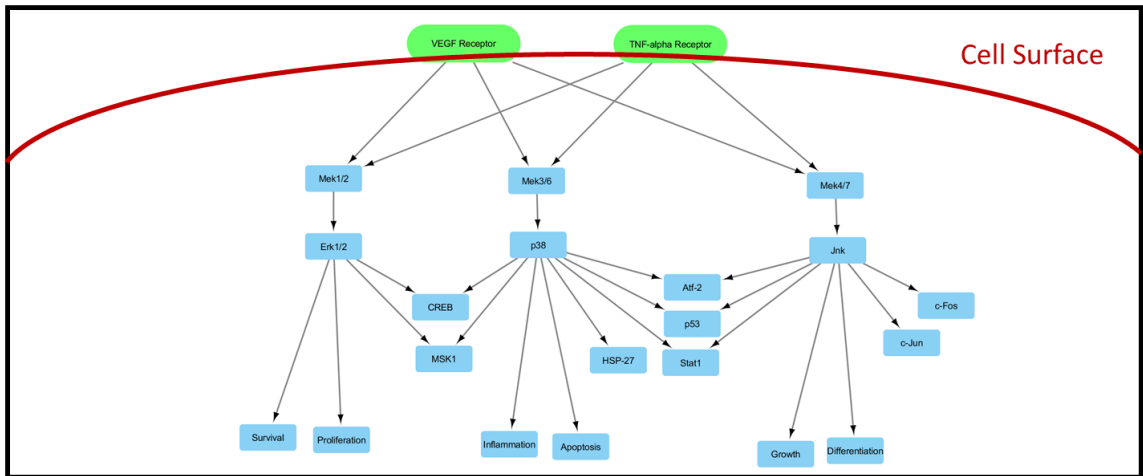 VEGF Receptor
TNF-alpha Receptor
Cell Surface
Mek1/2
Mek3/6
Mek4/7
Erk1/2
p38
Jnk
Atf-2
CREB
c-Fos
p53
c-Jun
MSK1
HSP-27
Stat1
Survival
Proliferation
Inflammation
Apoptosis
Growth
Differentiation